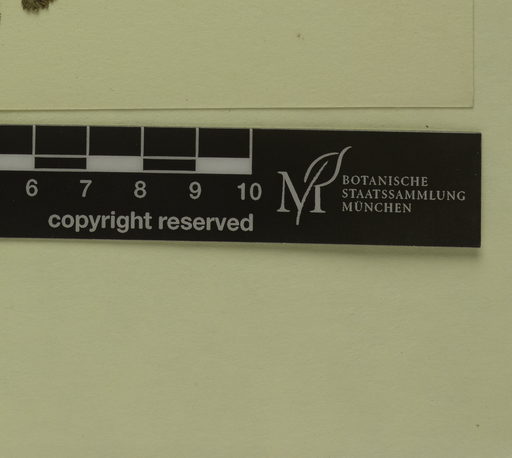 6 7 8 9 10
copyright reserved
M
BOTANISCHE
STAATSSAMMLUNG
MÜNCHEN